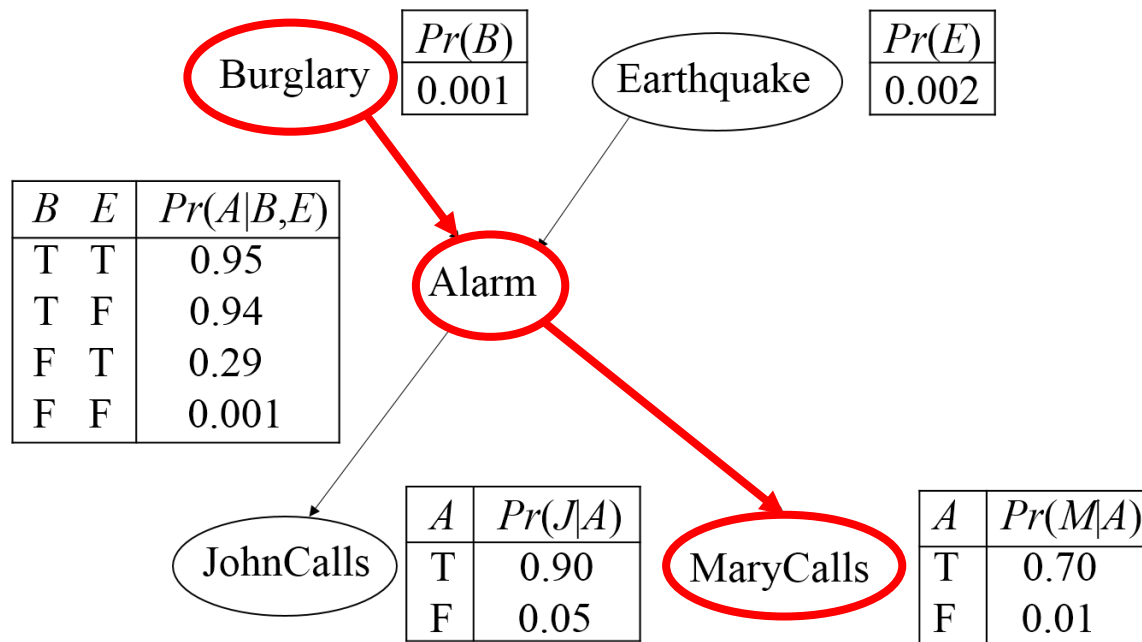 Burglary
Pr(B)
0.001
Earthquake
Pr(E)
0.002
B E Pr(A|B,E)
T T 0.95
T F 0.94
F T 0.29
F F 0.001
Alarm
JohnCalls
A Pr(J|A)
T 0.90
F 0.05
MaryCalls
A Pr(M|A)
T 0.70
F 0.01